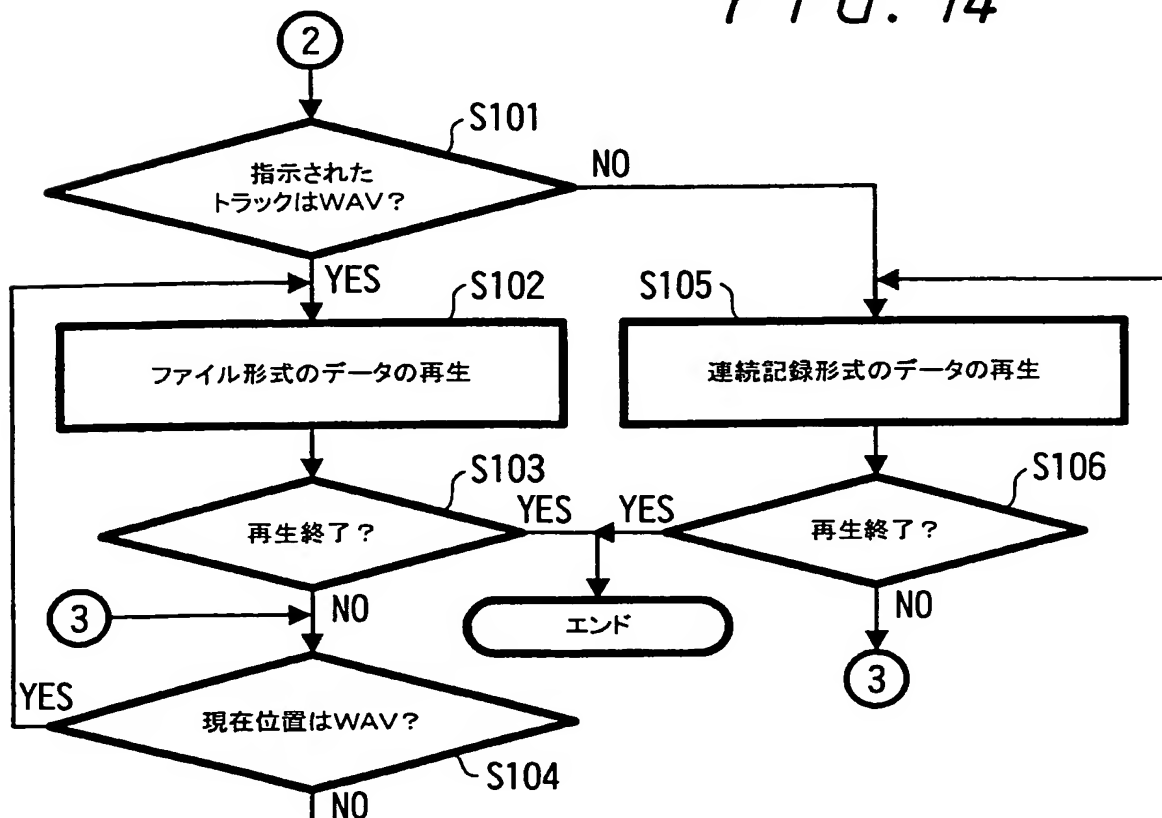 FIG. 14
2
S101
指示された
トラックはWAV?
NO
YES
S102
S105
ファイル形式のデータの再生
連続記録形式のデータの再生
S103
S106
再生終了?
YES
YES
再生終了?
3
NO
エンド
NO
3
YES
現在位置はWAV?
S104
NO